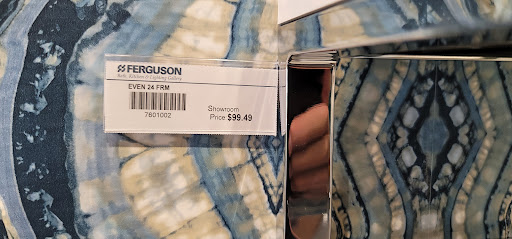 FERGUSON
Bath, Kitchen & Lighting Gallery
EVEN 24 FRM
7601002
Showroom
Price $99.49